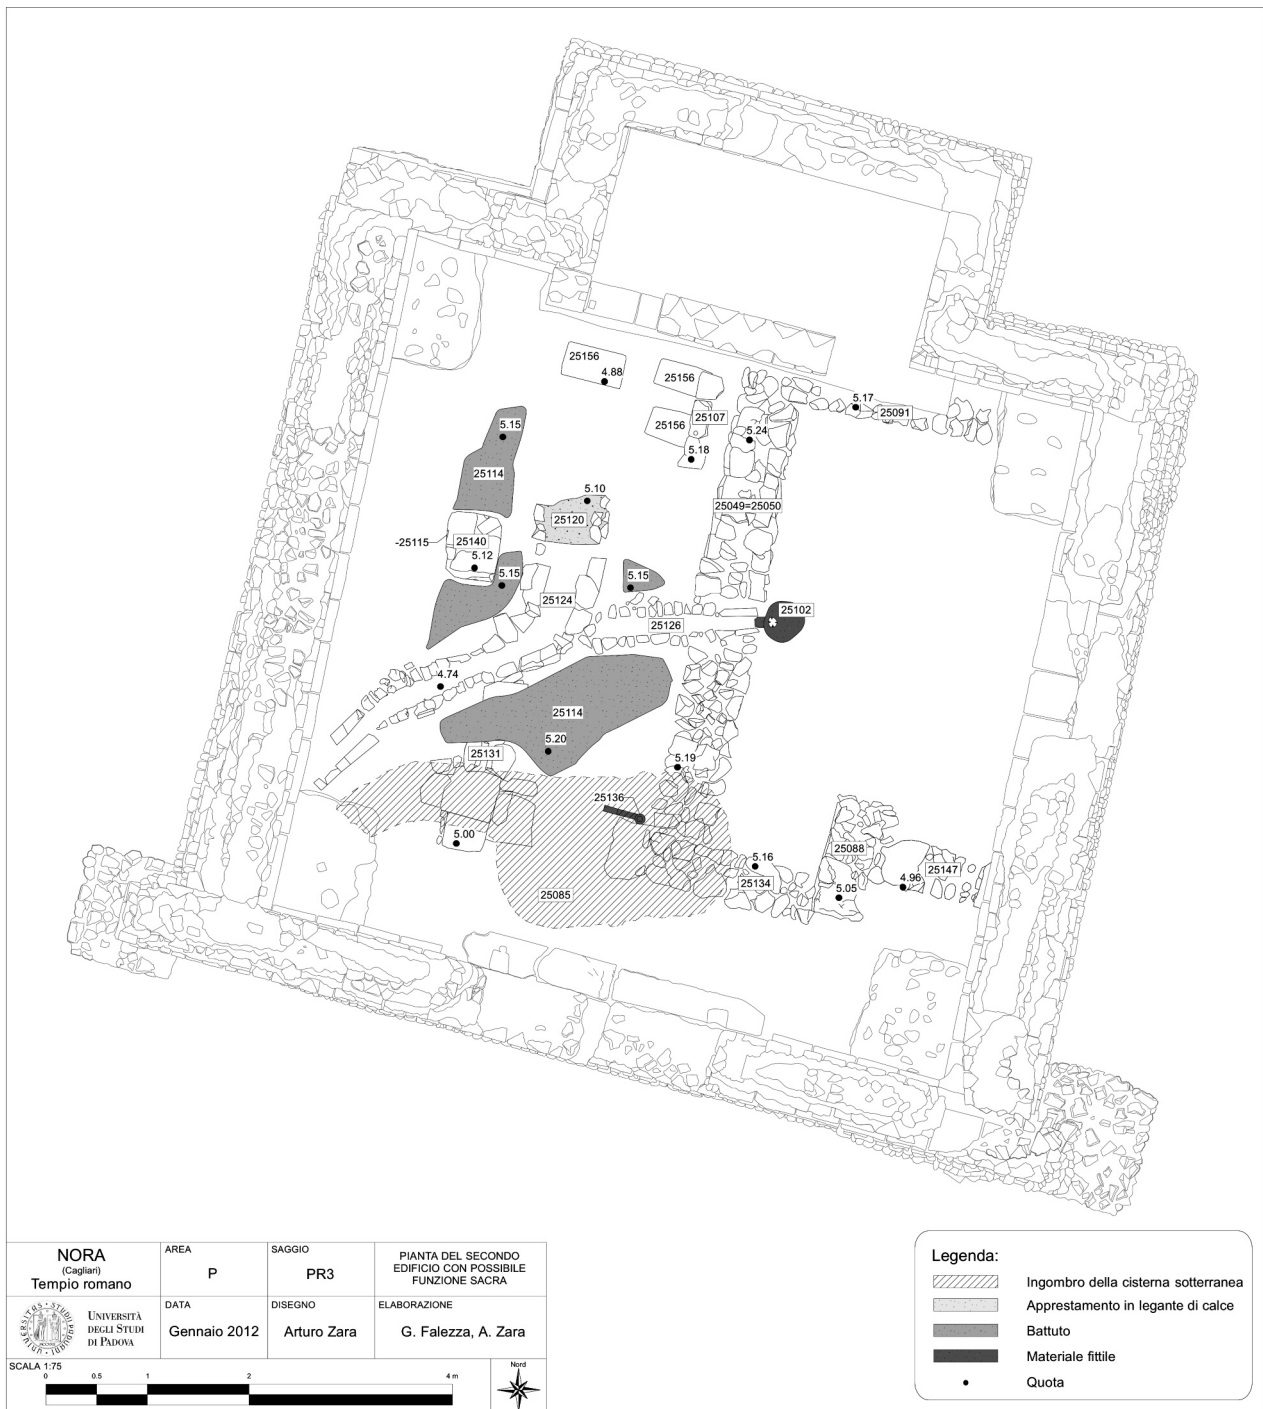 25156
4.88
25156
25107
25156
5.18
5.24
5.17
25091
5.15
25114
5.10
25120
25049=25050
-25115
25140
5.12
5.15
5.15
25124
25126
25102
4.74
25114
5.20
25131
5.19
25136
5.00
25085
5.16
25134
25088
5.05
4.96
25147
NORA
(Cagliari)
Tempio romano
AREA
P
SAGGIO
PR3
PIANTA DEL SECONDO
EDIFICIO CON POSSIBILE
FUNZIONE SACRA
UNIVERSITÀ
DEGLI STUDI
DI PADOVA
DATA
Gennaio 2012
DISEGNO
Arturo Zara
ELABORAZIONE
G. Falezza, A. Zara
SCALA 1:75
0 0.5 1 2 4 m
Nord
Legenda:
Ingombro della cisterna sotterranea
Apprestamento in legante di calce
Battuto
Materiale fittile
Quota